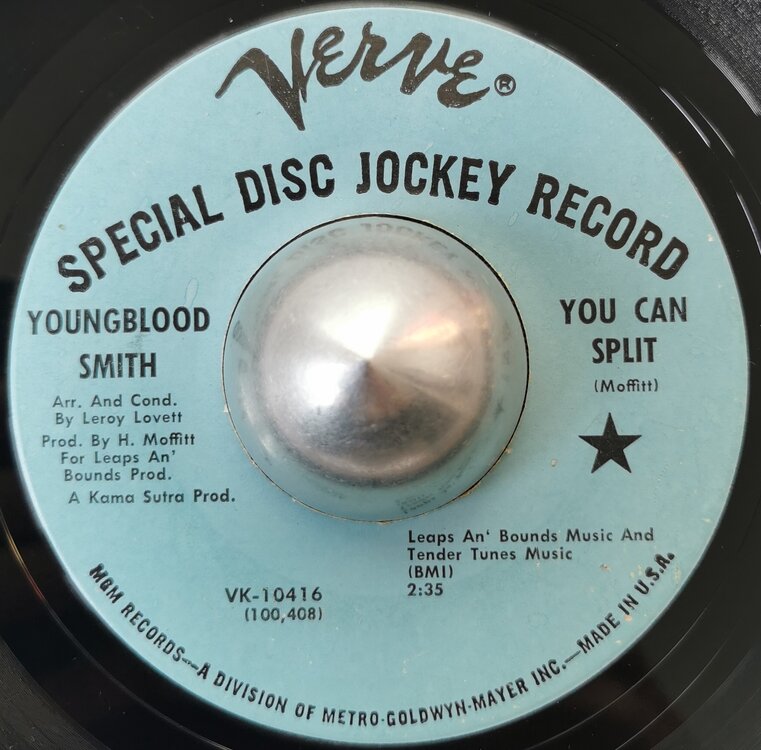 VERVE®
SPECIAL DISC JOCKEY RECORD
YOUNGBLOOD
SMITH
Arr. And Cond.
By Leroy Lovett
Prod. By H. Moffitt
For Leaps An'
Bounds Prod.
A Kama Sutra Prod.
YOU CAN
SPLIT
(Moffitt)
Leaps An' Bounds Music And
Tender Tunes Music
(BMI)
2:35
VK-10416
(100,408)
MGM RECORDS—A DIVISION OF METRO-GOLDWYN-MAYER INC.—MADE IN U.S.A.